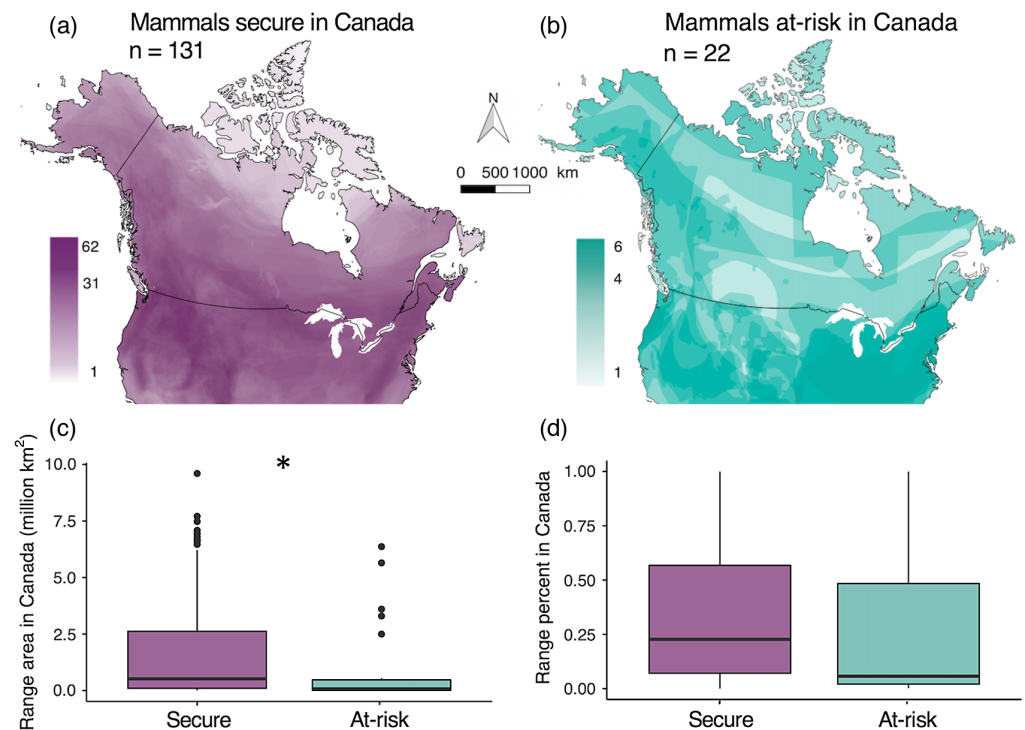 (a) Mammals secure in Canada
n = 131
(b) Mammals at-risk in Canada
n = 22
N
0 500 1000 km
62
31
1
6
4
1
(c)
Range area in Canada (million km²)
10.0
7.5
5.0
2.5
0.0
*
Secure At-risk
(d)
Range percent in Canada
1.00
0.75
0.50
0.25
0.00
Secure At-risk